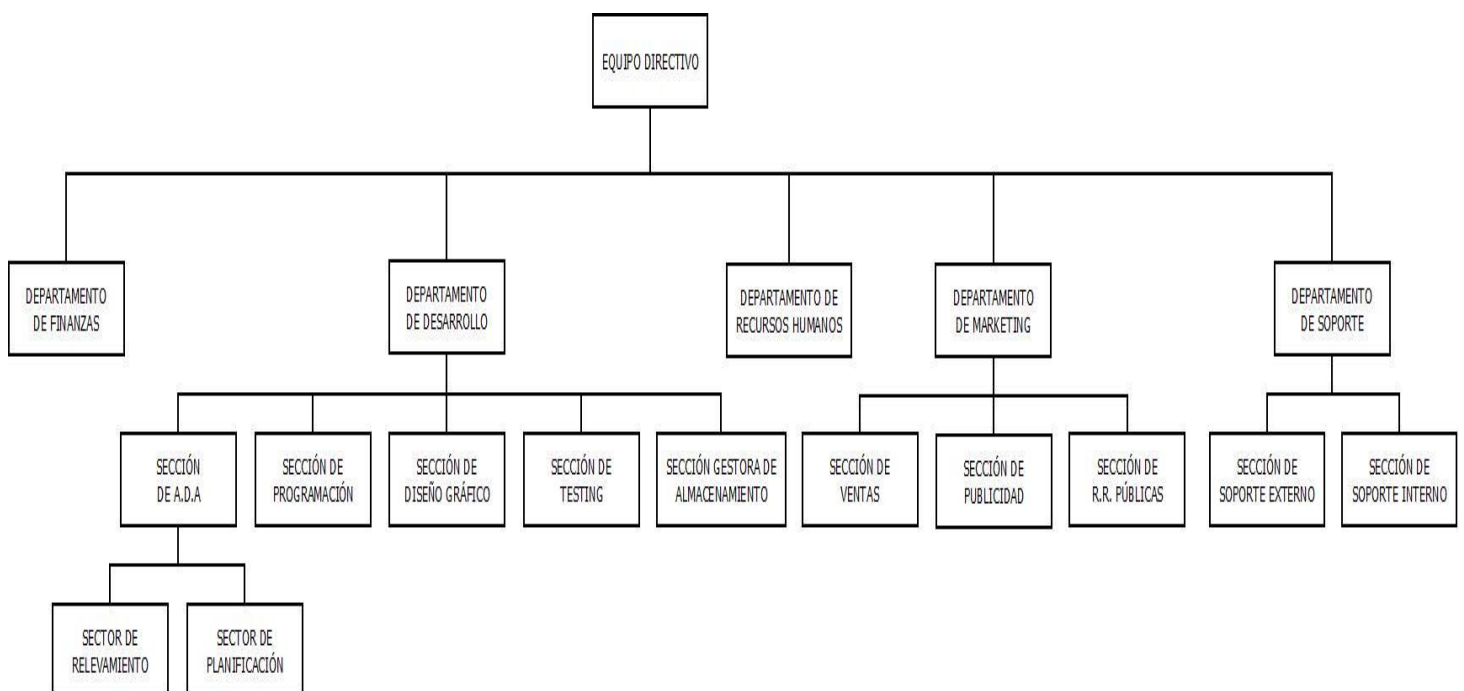 EQUIPO DIRECTIVO
DEPARTAMENTO
DE FINANZAS
DEPARTAMENTO
DE DESARROLLO
DEPARTAMENTO DE
RECURSOS HUMANOS
DEPARTAMENTO
DE MARKETING
DEPARTAMENTO
DE SOPORTE
SECCIÓN
DE A.D.A
SECCIÓN DE
PROGRAMACIÓN
SECCIÓN DE
DISEÑO GRÁFICO
SECCIÓN DE
TESTING
SECCIÓN GESTORA DE
ALMACENAMIENTO
SECCIÓN DE
VENTAS
SECCIÓN DE
PUBLICIDAD
SECCIÓN DE
R.R. PÚBLICAS
SECCIÓN DE
SOPORTE EXTERNO
SECCIÓN DE
SOPORTE INTERNO
SECTOR DE
RELEVAMIENTO
SECTOR DE
PLANIFICACIÓN